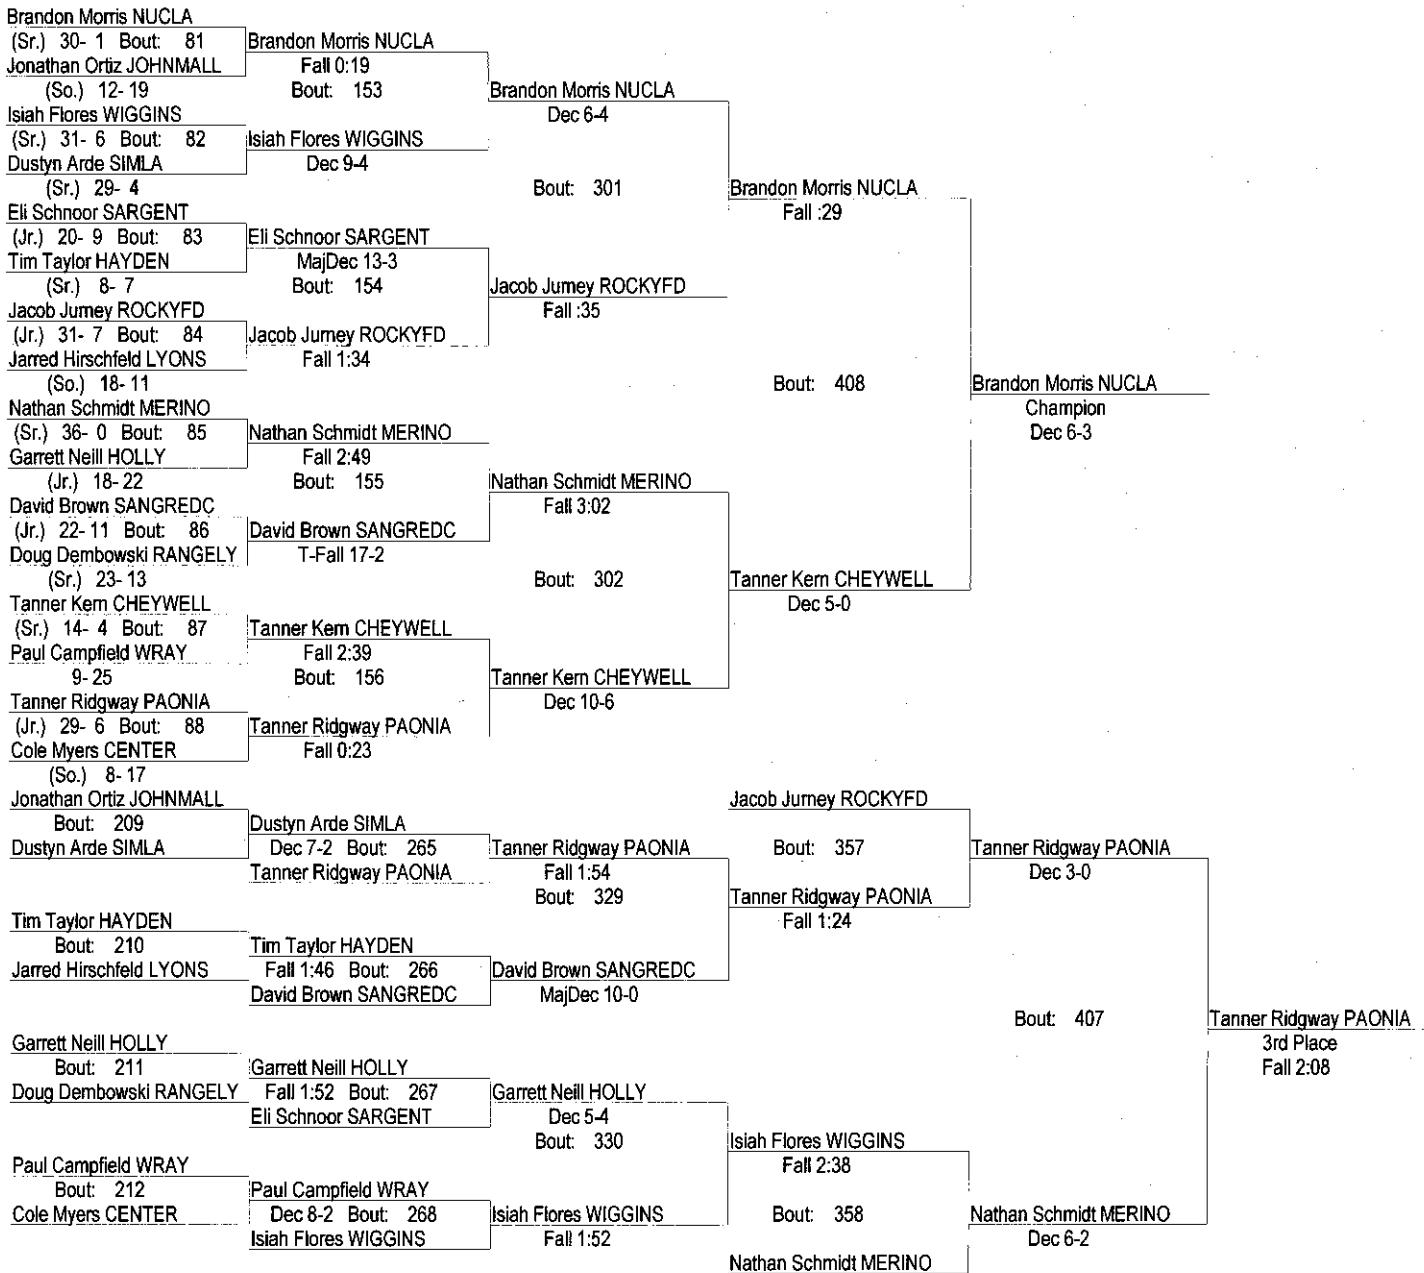 Brandon Morris NUCLA
(Sr.) 30- 1 Bout: 81 Brandon Morris NUCLA
Jonathan Ortiz JOHNMALL Fall 0:19
(So.) 12- 19 Bout: 153 Brandon Morris NUCLA
Isiah Flores WIGGINS Dec 6-4
(Sr.) 31- 6 Bout: 82 Isiah Flores WIGGINS
Dustyn Arde SIMLA Dec 9-4
(Sr.) 29- 4 Bout: 301 Brandon Morris NUCLA
Eli Schnoor SARGENT Fall :29
(Jr.) 20- 9 Bout: 83 Eli Schnoor SARGENT
Tim Taylor HAYDEN MajDec 13-3
(Sr.) 8- 7 Bout: 154 Jacob Jurney ROCKYFD
Jacob Jurney ROCKYFD Fall :35
(Jr.) 31- 7 Bout: 84 Jacob Jurney ROCKYFD
Jarred Hirschfeld LYONS Fall 1:34
(So.) 18- 11 Bout: 408 Brandon Morris NUCLA
Nathan Schmidt MERINO Champion
(Sr.) 36- 0 Bout: 85 Nathan Schmidt MERINO Dec 6-3
Garrett Neill HOLLY Fall 2:49
(Jr.) 18- 22 Bout: 155 Nathan Schmidt MERINO
David Brown SANGREDC Fall 3:02
(Jr.) 22- 11 Bout: 86 David Brown SANGREDC
Doug Dembowski RANGELY T-Fall 17-2
(Sr.) 23- 13 Bout: 302 Tanner Kern CHEYWELL
Tanner Kern CHEYWELL Dec 5-0
(Sr.) 14- 4 Bout: 87 Tanner Kern CHEYWELL
Paul Campfield WRAY Fall 2:39
9- 25 Bout: 156 Tanner Kern CHEYWELL
Tanner Ridgway PAONIA Dec 10-6
(Jr.) 29- 6 Bout: 88 Tanner Ridgway PAONIA
Cole Myers CENTER Fall 0:23
(So.) 8- 17
Jonathan Ortiz JOHNMALL Jacob Jurney ROCKYFD
Bout: 209 Dustyn Arde SIMLA
Dustyn Arde SIMLA Dec 7-2 Bout: 265 Tanner Ridgway PAONIA Bout: 357 Tanner Ridgway PAONIA
Tanner Ridgway PAONIA Fall 1:54 Dec 3-0
Bout: 329 Tanner Ridgway PAONIA
Tim Taylor HAYDEN Fall 1:24
Bout: 210 Tim Taylor HAYDEN
Jarred Hirschfeld LYONS Fall 1:46 Bout: 266 David Brown SANGREDC
David Brown SANGREDC MajDec 10-0
Bout: 407 Tanner Ridgway PAONIA
Garrett Neill HOLLY 3rd Place
Bout: 211 Garrett Neill HOLLY Fall 2:08
Doug Dembowski RANGELY Fall 1:52 Bout: 267 Garrett Neill HOLLY
Eli Schnoor SARGENT Dec 5-4
Bout: 330 Isiah Flores WIGGINS
Paul Campfield WRAY Fall 2:38
Bout: 212 Paul Campfield WRAY
Cole Myers CENTER Dec 8-2 Bout: 268 Isiah Flores WIGGINS Bout: 358 Nathan Schmidt MERINO
Isiah Flores WIGGINS Fall 1:52 Dec 6-2
Nathan Schmidt MERINO